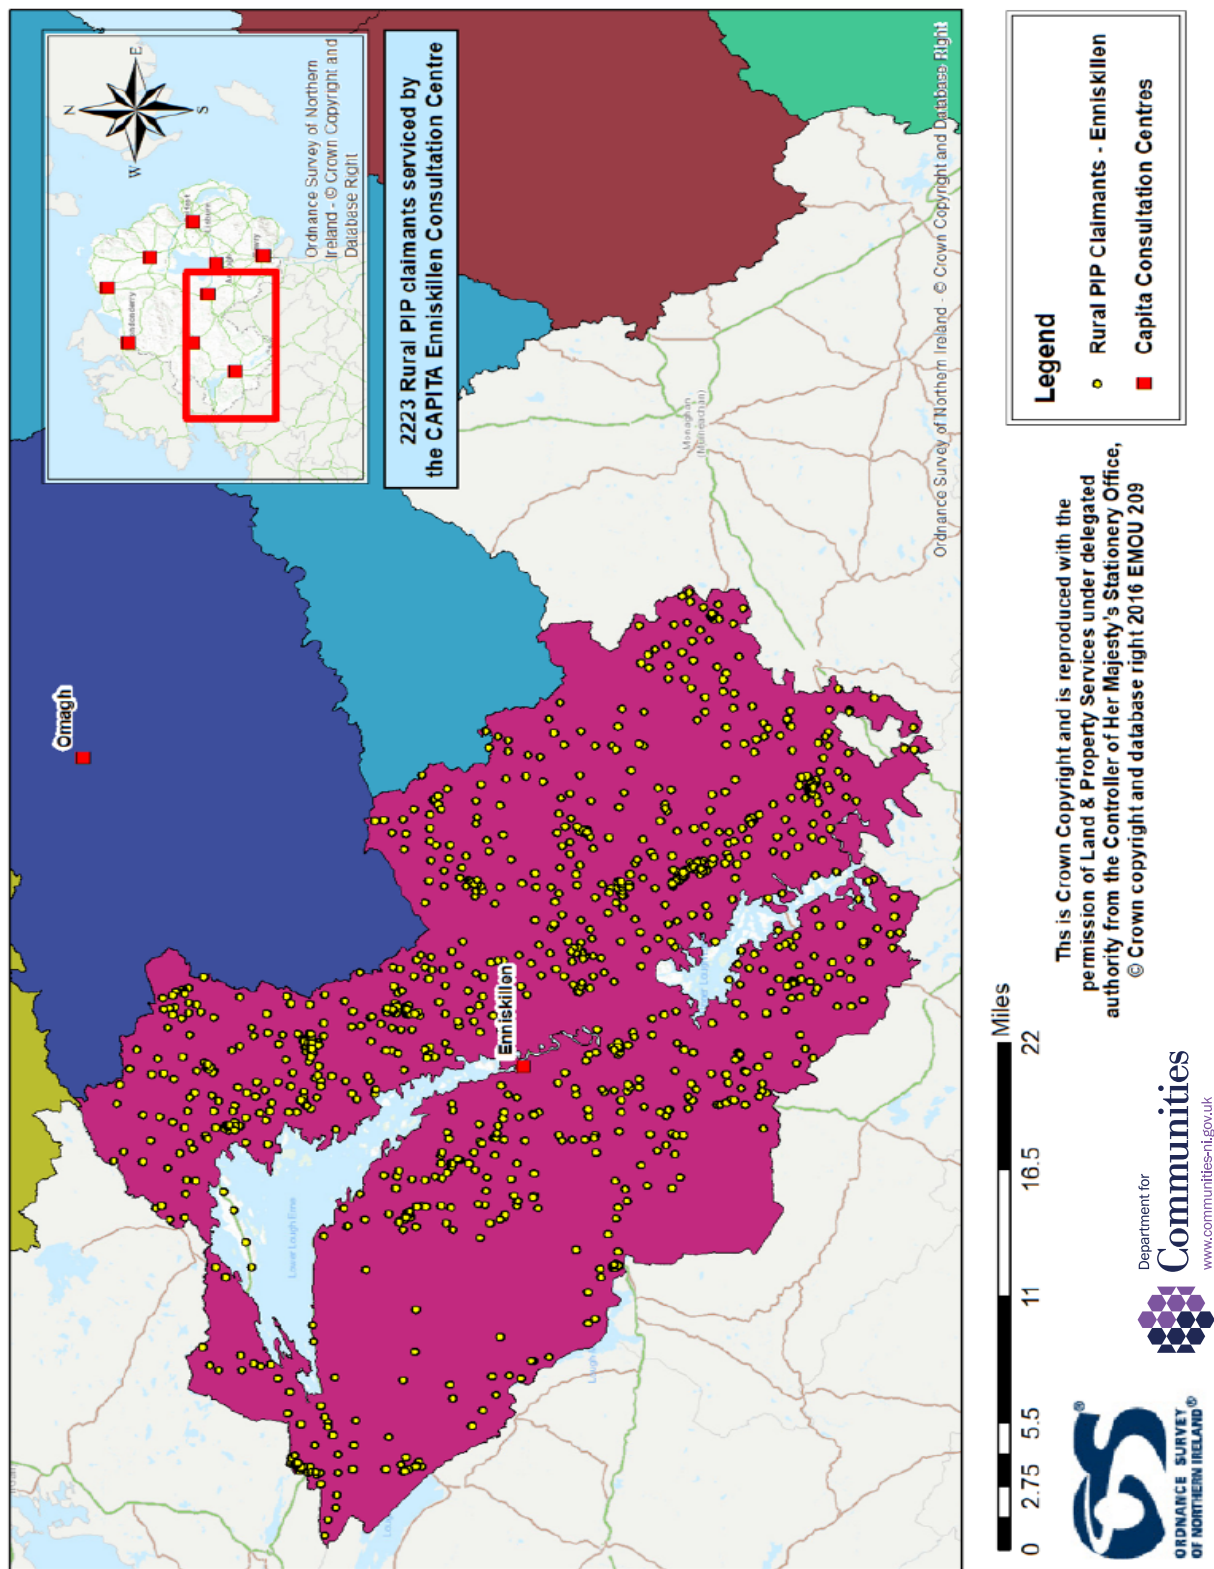 N
E
S
W
Londonderry
Lisburn
Ordnance Survey of Northern
Ireland - © Crown Copyright and
Database Right
2223 Rural PIP claimants serviced by
the CAPITA Enniskillen Consultation Centre
Omagh
Enniskillen
Lower Lough Erne
Monaghan
(Muineachán)
Ordnance Survey of Northern Ireland - © Crown Copyright and Database Right
Legend
Rural PIP Claimants - Enniskillen
Capita Consultation Centres
0 2.75 5.5 11 16.5 22
Miles
This is Crown Copyright and is reproduced with the
permission of Land & Property Services under delegated
authority from the Controller of Her Majesty's Stationery Office,
© Crown copyright and database right 2016 EMOU 209
ORDNANCE SURVEY
OF NORTHERN IRELAND®
Department for
Communities
www.communities-ni.gov.uk